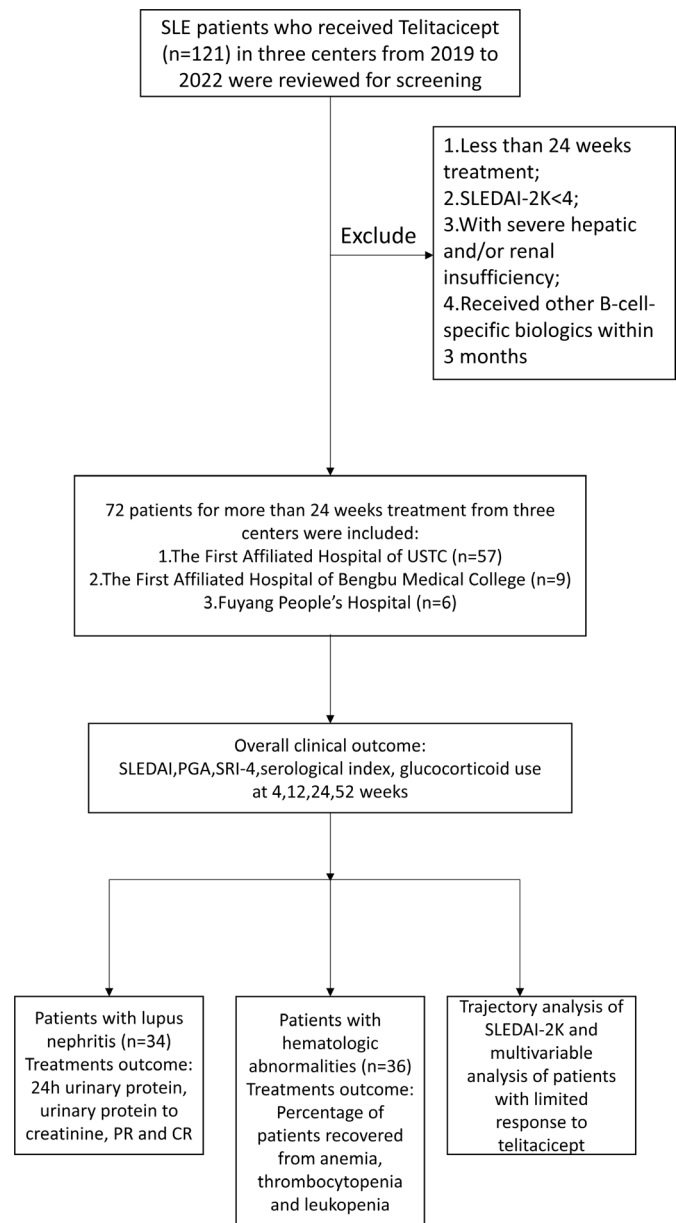 SLE patients who received Telitacicept
(n=121) in three centers from 2019 to
2022 were reviewed for screening
Exclude
1.Less than 24 weeks
treatment;
2.SLEDAI-2K<4;
3.With severe hepatic
and/or renal
insufficiency;
4.Received other B-cell-
specific biologics within
3 months
72 patients for more than 24 weeks treatment from three
centers were included:
1.The First Affiliated Hospital of USTC (n=57)
2.The First Affiliated Hospital of Bengbu Medical College (n=9)
3.Fuyang People’s Hospital (n=6)
Overall clinical outcome:
SLEDAI,PGA,SRI-4,serological index, glucocorticoid use
at 4,12,24,52 weeks
Patients with lupus
nephritis (n=34)
Treatments outcome:
24h urinary protein,
urinary protein to
creatinine, PR and CR
Patients with
hematologic
abnormalities (n=36)
Treatments outcome:
Percentage of
patients recovered
from anemia,
thrombocytopenia
and leukopenia
Trajectory analysis of
SLEDAI-2K and
multivariable
analysis of patients
with limited
response to
telitacicept